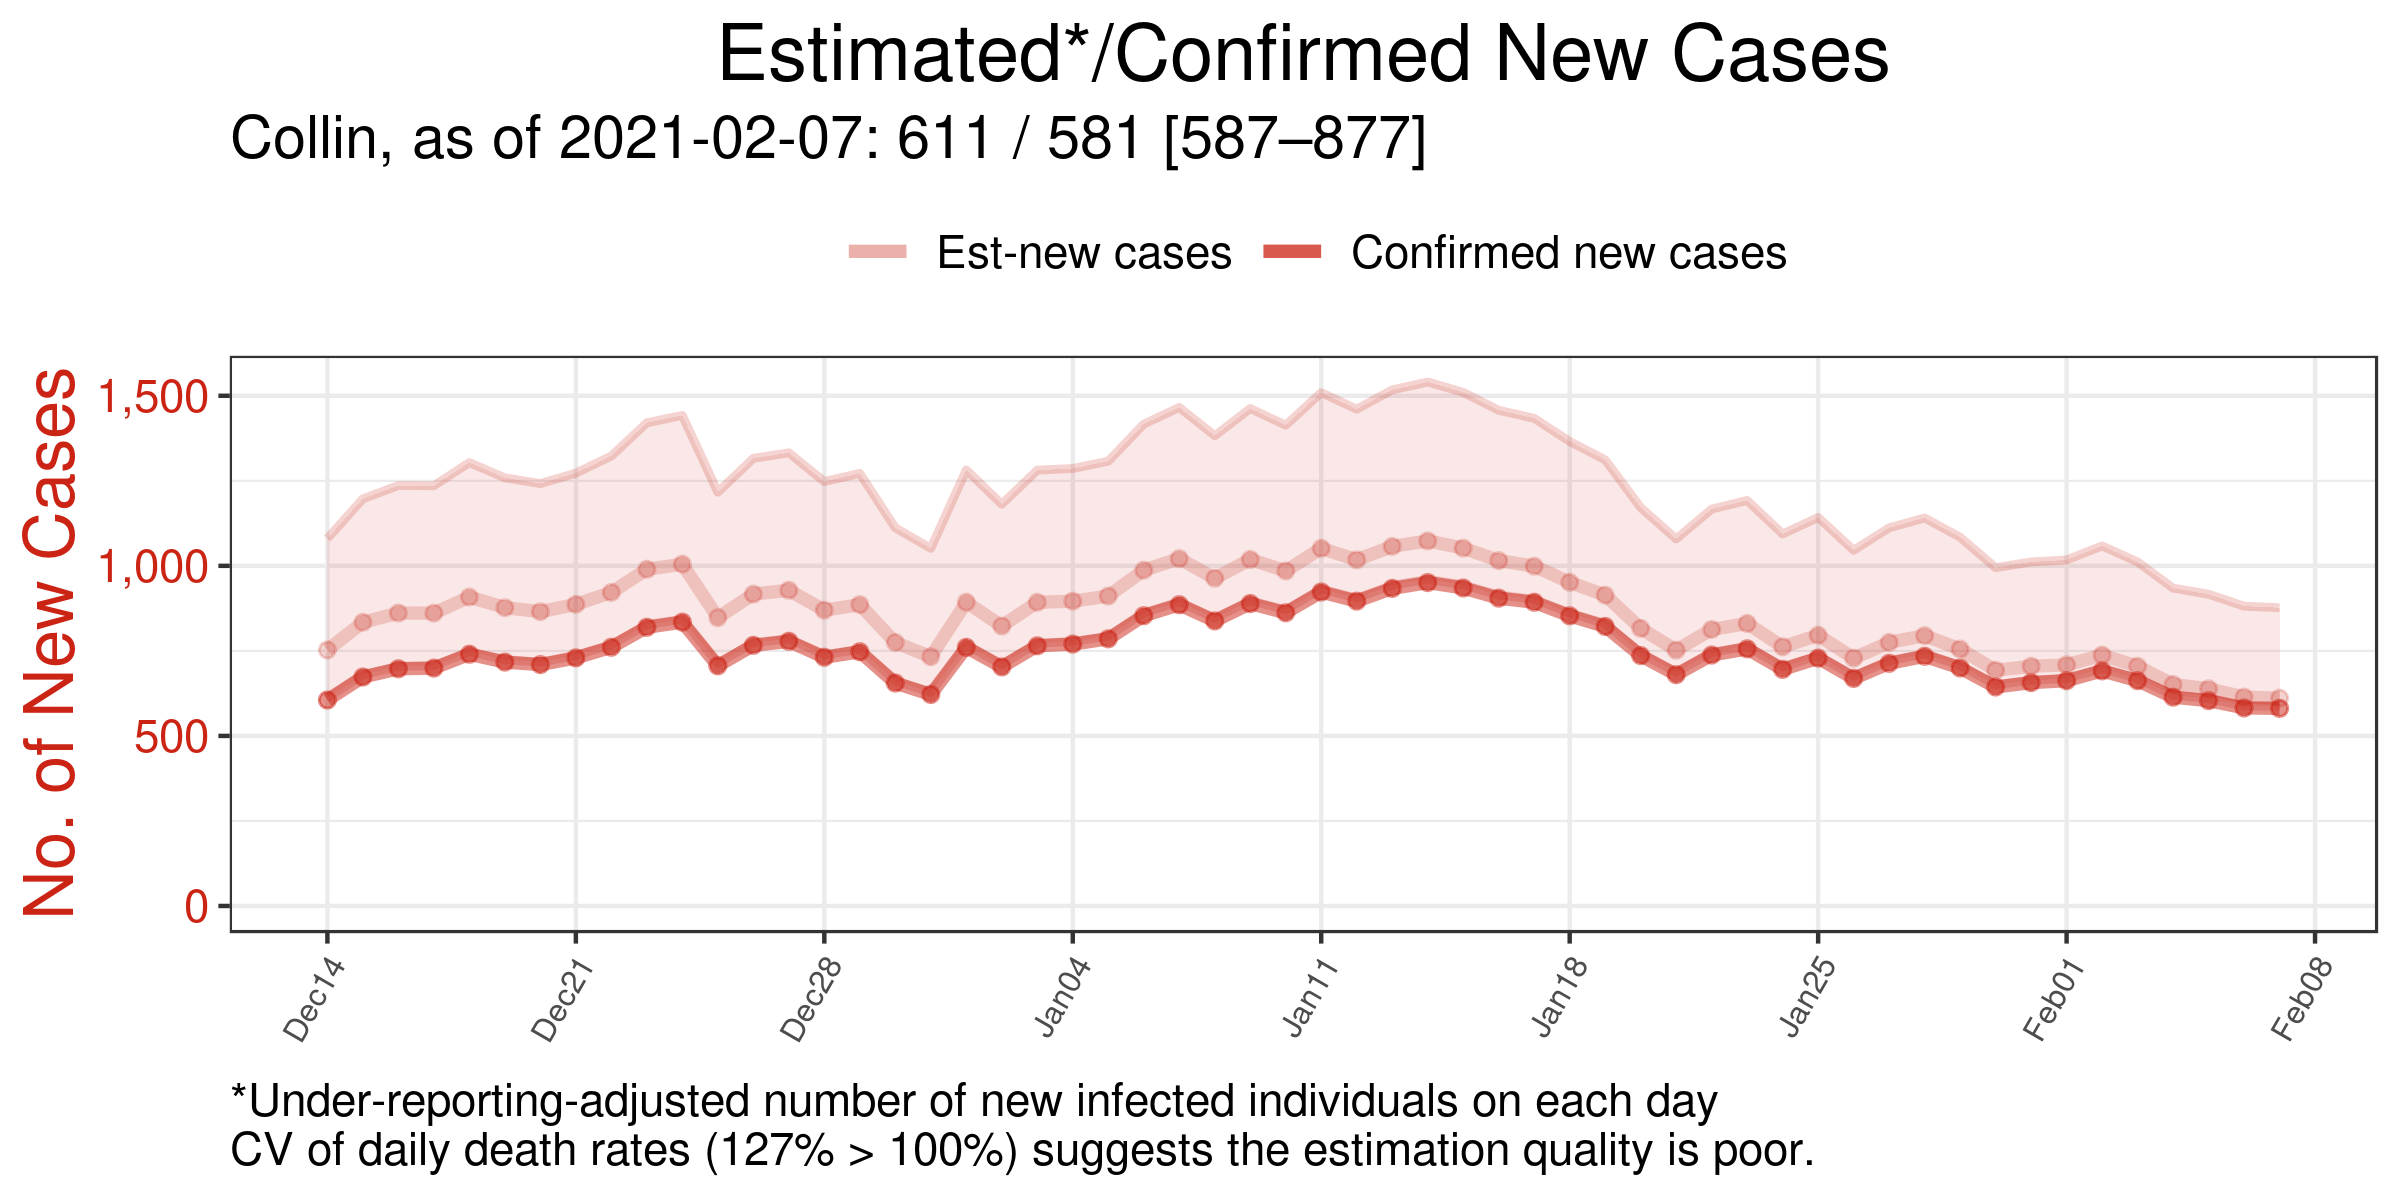 Estimated*/Confirmed New Cases
Collin, as of 2021-02-07: 611 / 581 [587–877]
Est-new cases
Confirmed new cases
No. of New Cases
1,500
1,000
500
0
Dec14
Dec21
Dec28
Jan04
Jan11
Jan18
Jan25
Feb01
Feb08
*Under-reporting-adjusted number of new infected individuals on each day
CV of daily death rates (127% > 100%) suggests the estimation quality is poor.